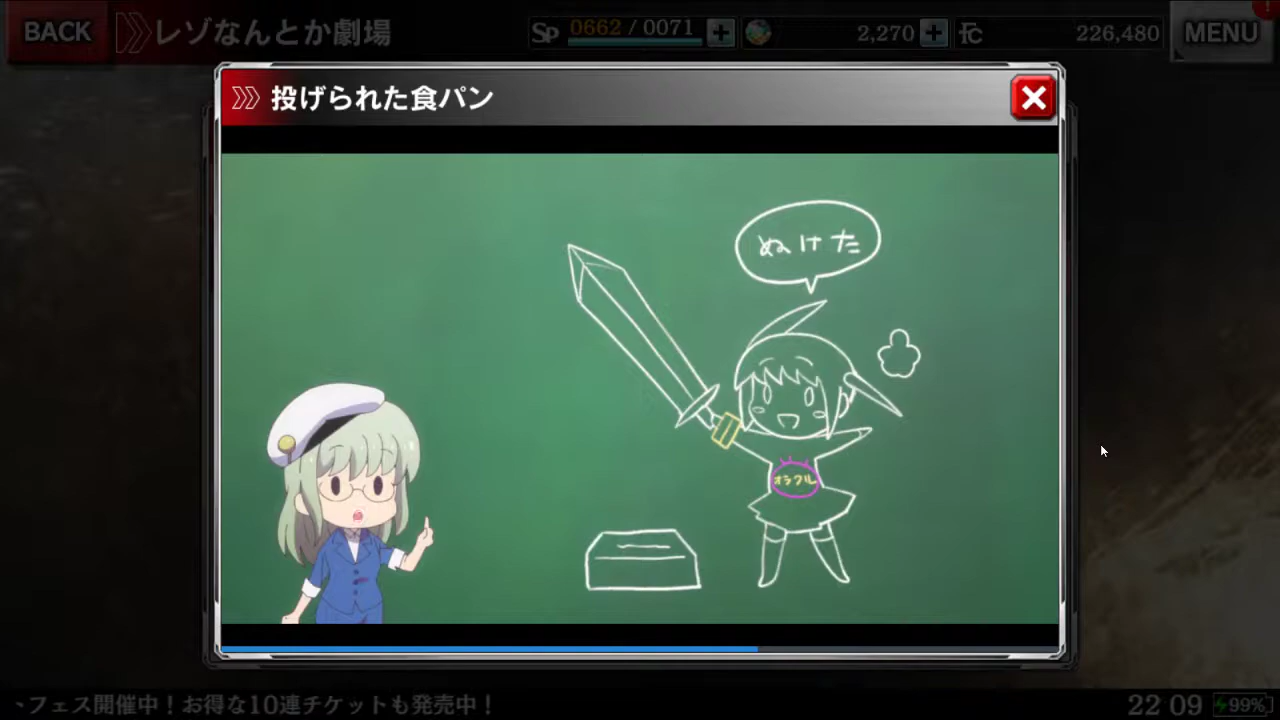 BACK
レゾなんとか劇場
SP 0662 / 0071
2,270
FC 226,480
MENU
!
投げられた食パン
ぬけた
オラクル
、フェス開催中！お得な10連チケットも発売中！
22 09
99%